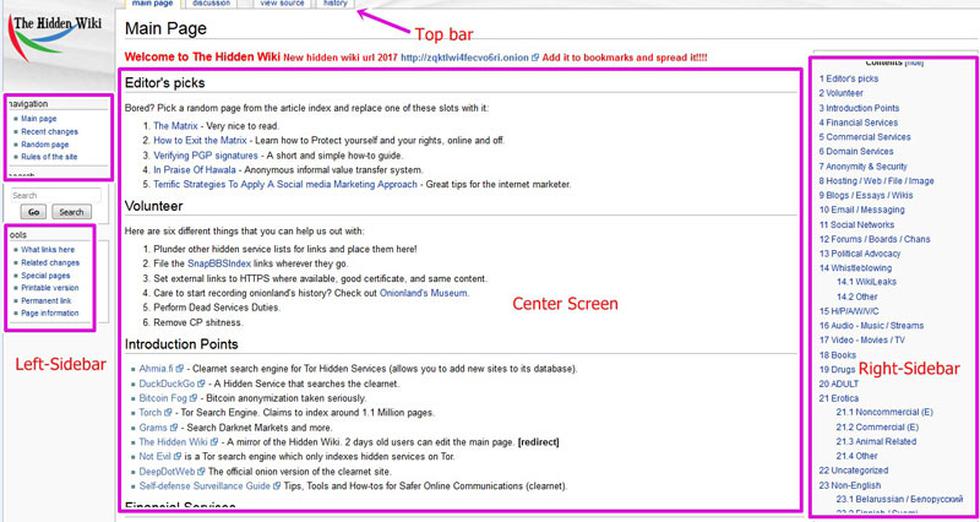 main page discussion view source history
Top bar
The Hidden Wiki
Main Page
Welcome to The Hidden Wiki New hidden wiki url 2017 http://zqktlwi4fecvo6ri.onion Add it to bookmarks and spread it!!!!
navigation
Main page
Recent changes
Random page
Rules of the site
search
Search
Go Search
tools
What links here
Related changes
Special pages
Printable version
Permanent link
Page information
Left-Sidebar
Editor's picks
Bored? Pick a random page from the article index and replace one of these slots with it:
1. The Matrix - Very nice to read.
2. How to Exit the Matrix - Learn how to Protect yourself and your rights, online and off.
3. Verifying PGP signatures - A short and simple how-to guide.
4. In Praise Of Hawala - Anonymous informal value transfer system.
5. Terrific Strategies To Apply A Social media Marketing Approach - Great tips for the internet marketer.
Volunteer
Here are six different things that you can help us out with:
1. Plunder other hidden service lists for links and place them here!
2. File the SnapBBSIndex links wherever they go.
3. Set external links to HTTPS where available, good certificate, and same content.
4. Care to start recording onionland's history? Check out Onionland's Museum.
5. Perform Dead Services Duties.
6. Remove CP shitness.
Center Screen
Introduction Points
Ahmia.fi - Clearnet search engine for Tor Hidden Services (allows you to add new sites to its database).
DuckDuckGo - A Hidden Service that searches the clearnet.
Bitcoin Fog - Bitcoin anonymization taken seriously.
Torch - Tor Search Engine. Claims to index around 1.1 Million pages.
Grams - Search Darknet Markets and more.
The Hidden Wiki - A mirror of the Hidden Wiki. 2 days old users can edit the main page. [redirect]
Not Evil is a Tor search engine which only indexes hidden services on Tor.
DeepDotWeb The official onion version of the clearnet site.
Self-defense Surveillance Guide Tips, Tools and How-tos for Safer Online Communications (clearnet).
Financial Services
Contents [hide]
1 Editor's picks
2 Volunteer
3 Introduction Points
4 Financial Services
5 Commercial Services
6 Domain Services
7 Anonymity & Security
8 Hosting / Web / File / Image
9 Blogs / Essays / Wikis
10 Email / Messaging
11 Social Networks
12 Forums / Boards / Chans
13 Political Advocacy
14 Whistleblowing
14.1 WikiLeaks
14.2 Other
15 H/P/A/W/V/C
16 Audio - Music / Streams
17 Video - Movies / TV
18 Books
19 Drugs
Right-Sidebar
20 ADULT
21 Erotica
21.1 Noncommercial (E)
21.2 Commercial (E)
21.3 Animal Related
21.4 Other
22 Uncategorized
23 Non-English
23.1 Belarussian / Белорусский
23.2 Finnish / Suomi